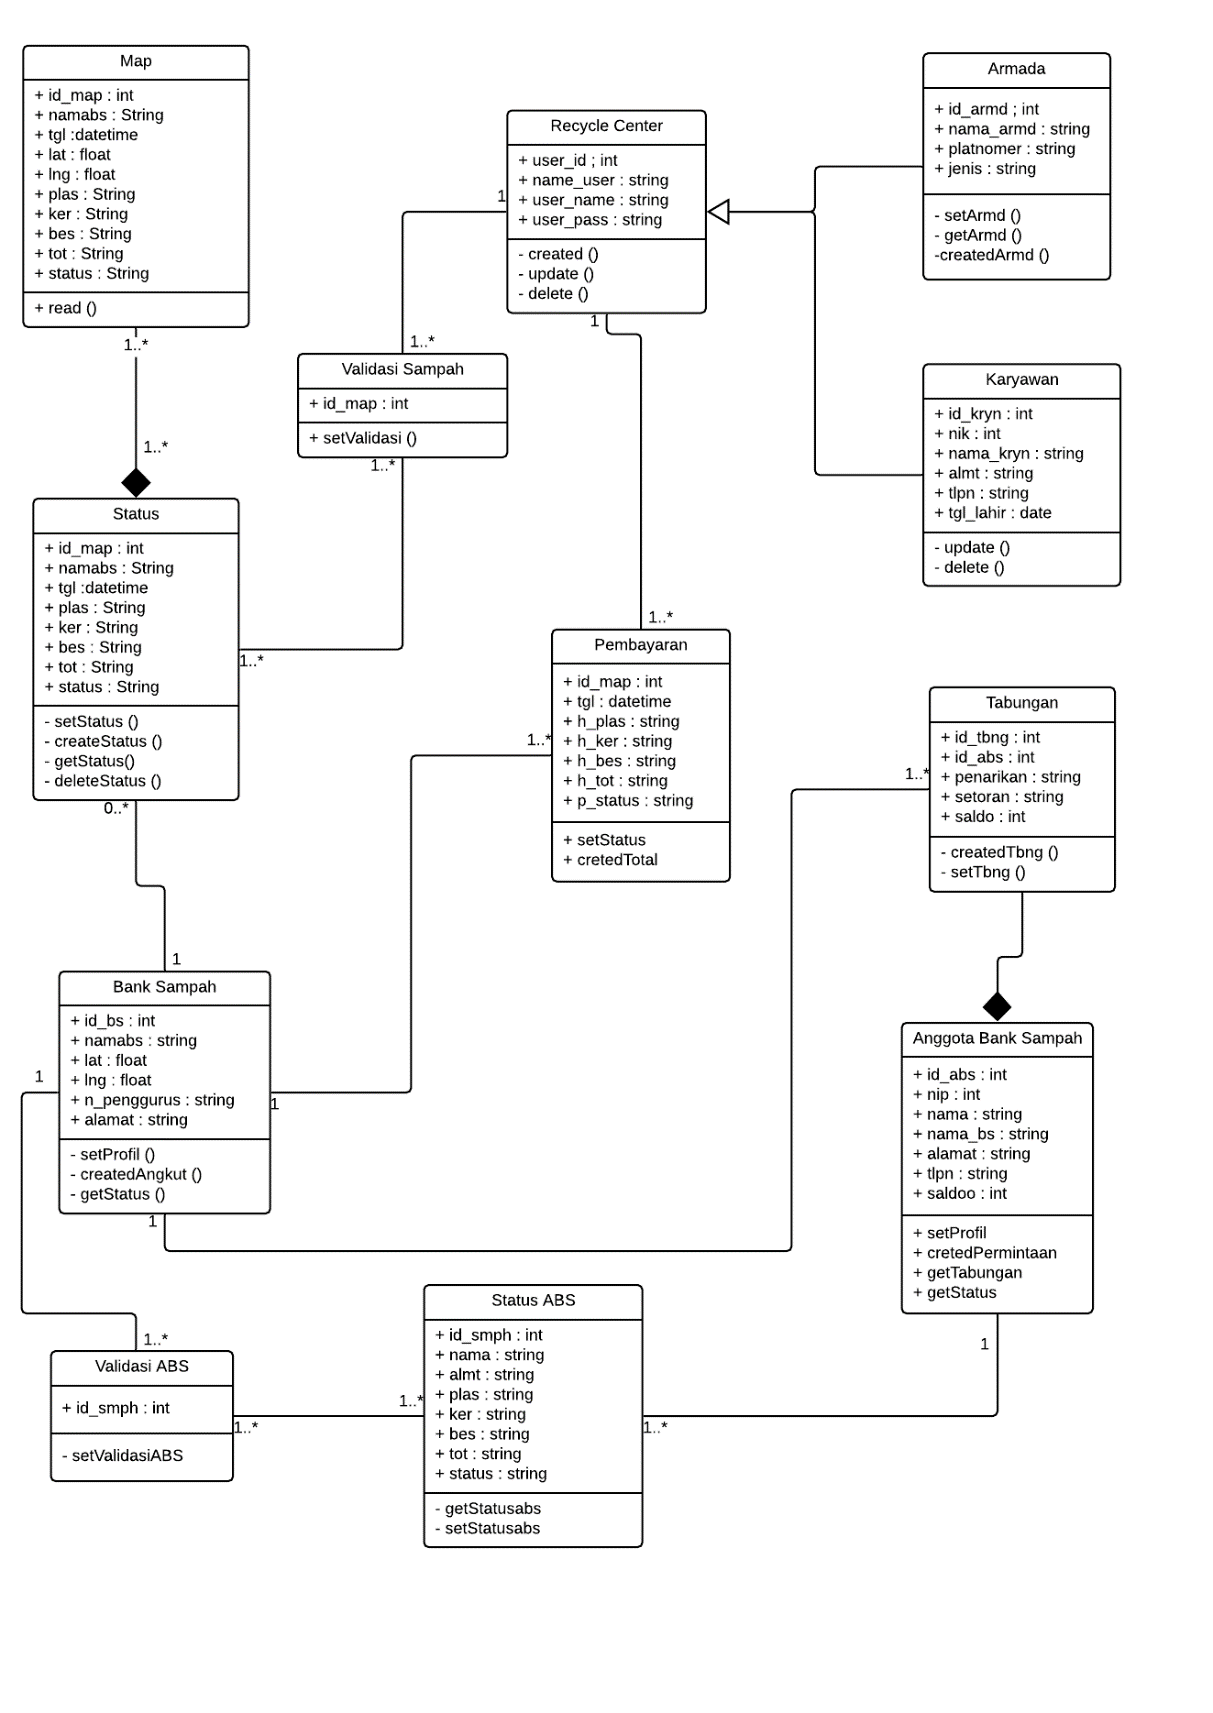 Map
+ id_map : int
+ namabs : String
+ tgl :datetime
+ lat : float
+ lng : float
+ plas : String
+ ker : String
+ bes : String
+ tot : String
+ status : String
+ read ()
1..*
1..*
Status
+ id_map : int
+ namabs : String
+ tgl :datetime
+ plas : String
+ ker : String
+ bes : String
+ tot : String
+ status : String
- setStatus ()
- createStatus ()
- getStatus()
- deleteStatus ()
0..*
1..*
Validasi Sampah
+ id_map : int
+ setValidasi ()
1..*
1..*
Recycle Center
+ user_id ; int
+ name_user : string
+ user_name : string
+ user_pass : string
- created ()
- update ()
- delete ()
1
1
Armada
+ id_armd ; int
+ nama_armd : string
+ platnomer : string
+ jenis : string
- setArmd ()
- getArmd ()
-createdArmd ()
Karyawan
+ id_kryn : int
+ nik : int
+ nama_kryn : string
+ almt : string
+ tlpn : string
+ tgl_lahir : date
- update ()
- delete ()
1..*
Pembayaran
+ id_map : int
+ tgl : datetime
+ h_plas : string
+ h_ker : string
+ h_bes : string
+ h_tot : string
+ p_status : string
+ setStatus
+ cretedTotal
1..*
Tabungan
+ id_tbng : int
+ id_abs : int
+ penarikan : string
+ setoran : string
+ saldo : int
- createdTbng ()
- setTbng ()
1..*
1
Bank Sampah
+ id_bs : int
+ namabs : string
+ lat : float
+ lng : float
+ n_penggurus : string
+ alamat : string
- setProfil ()
- createdAngkut ()
- getStatus ()
1
1
1
Anggota Bank Sampah
+ id_abs : int
+ nip : int
+ nama : string
+ nama_bs : string
+ alamat : string
+ tlpn : string
+ saldoo : int
+ setProfil
+ cretedPermintaan
+ getTabungan
+ getStatus
1
1..*
Validasi ABS
+ id_smph : int
- setValidasiABS
1..*
1..*
Status ABS
+ id_smph : int
+ nama : string
+ almt : string
+ plas : string
+ ker : string
+ bes : string
+ tot : string
+ status : string
- getStatusabs
- setStatusabs
1..*